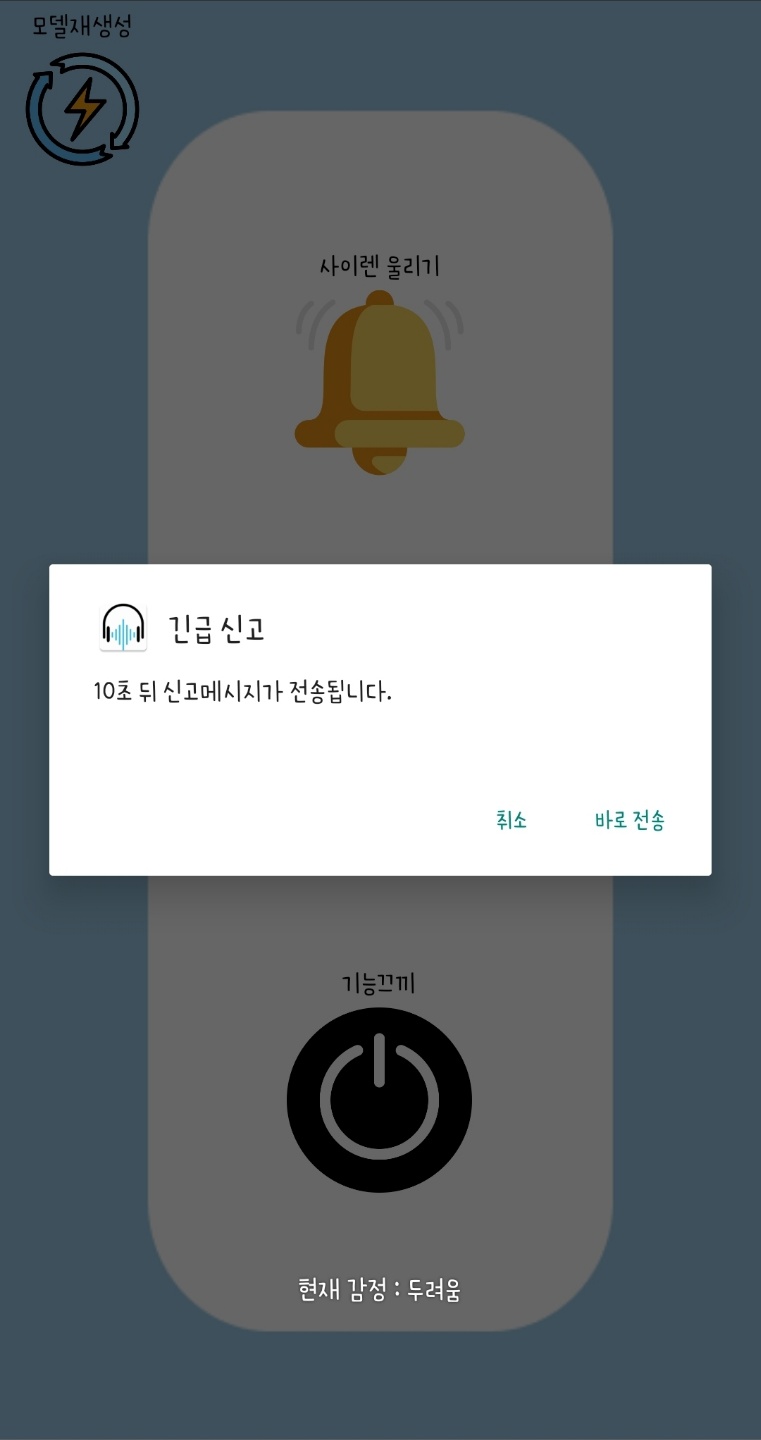 모델재생성
사이렌 울리기
긴급 신고
10초 뒤 신고메시지가 전송됩니다.
취소
바로 전송
기능끄끼
현재 감정 : 두려움